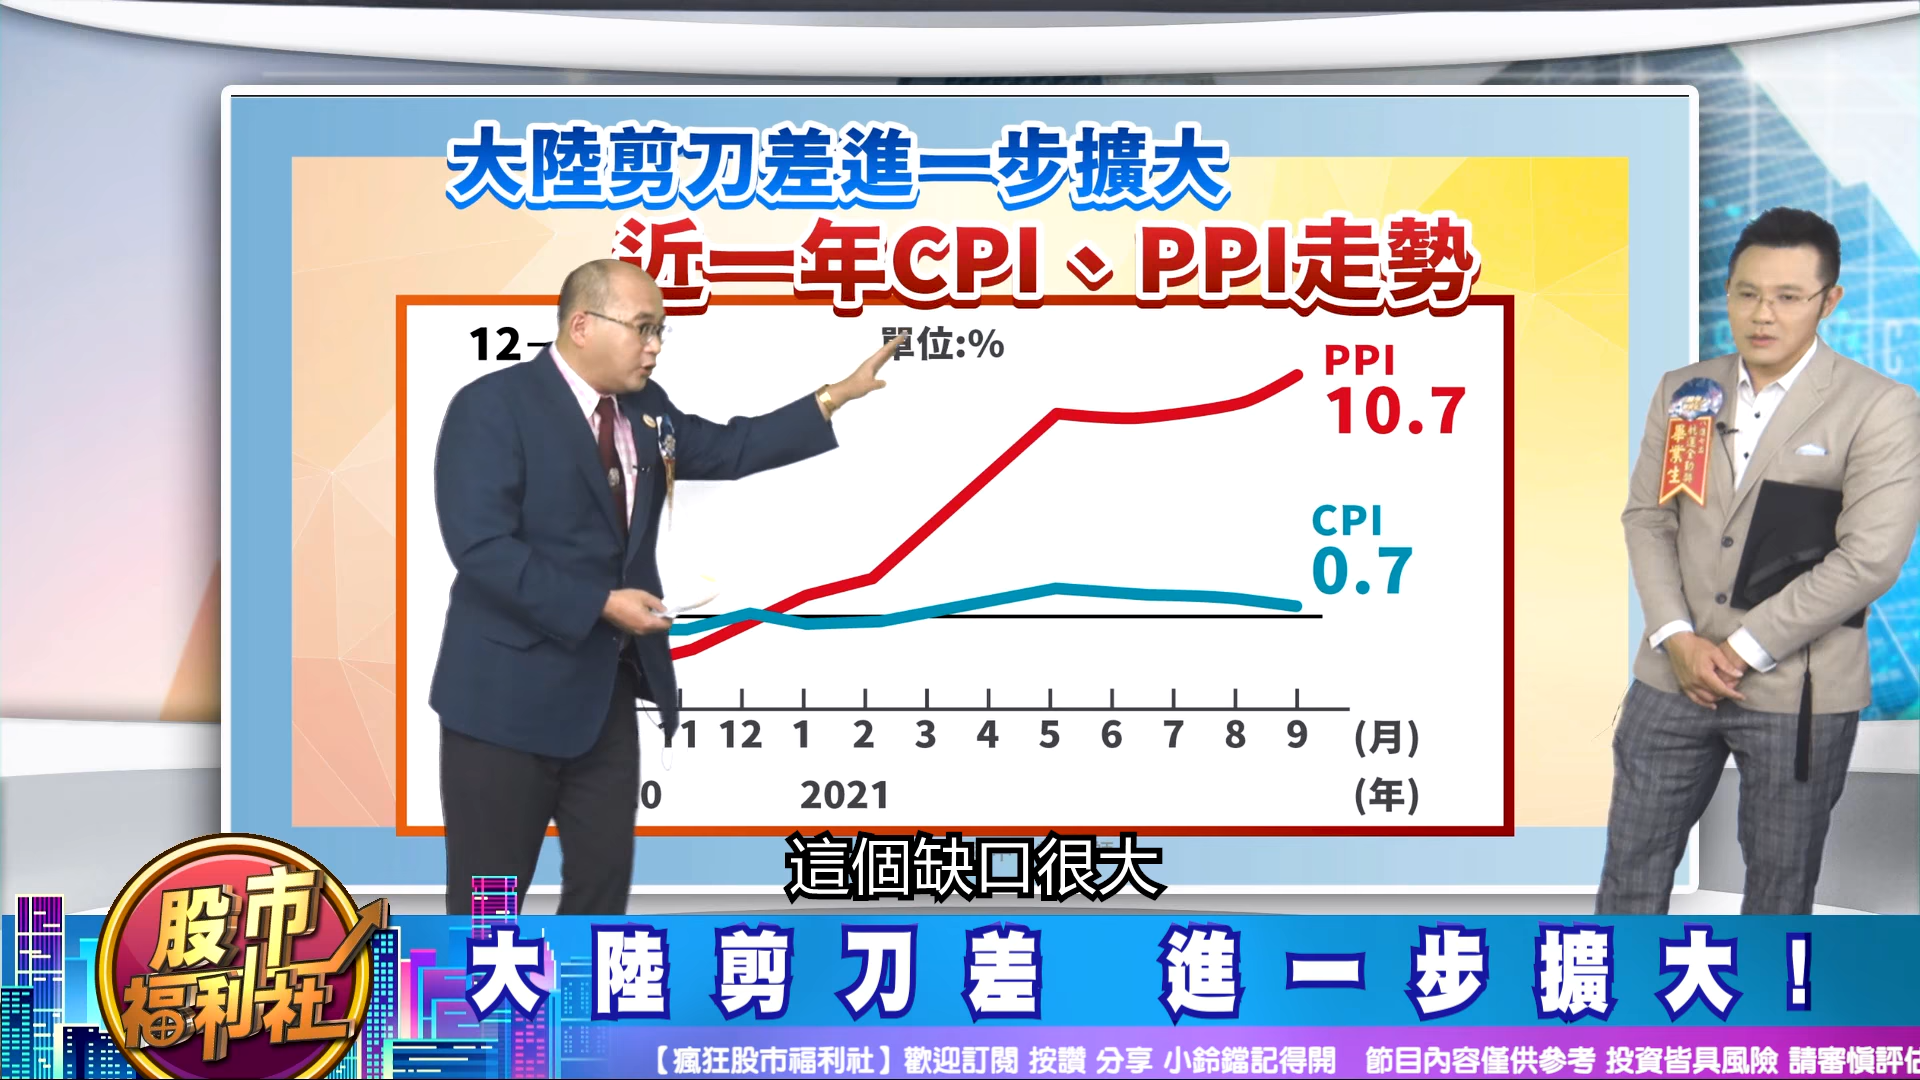 大陸剪刀差進一步擴大
近一年CPI、PPI走勢
12
單位:%
PPI
10.7
CPI
0.7
11 12 1 2 3 4 5 6 7 8 9 (月)
0 2021 (年)
畢業生
這個缺口很大
股市
福利社
大陸剪刀差 進一步擴大!
【瘋狂股市福利社】歡迎訂閱 按讚 分享 小鈴鐺記得開 節目內容僅供參考 投資皆具風險 請審慎評估